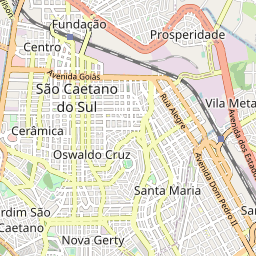 Fundação
Prosperidade
Centro
Avenida Goiás
São Caetano
do Sul
Rua Alegre
Vila Meta
Avenida dos Esta
Cerâmica
Oswaldo Cruz
Santa Maria
Avenida Dom Pedro II
rdim São
Caetano
Nova Gerty